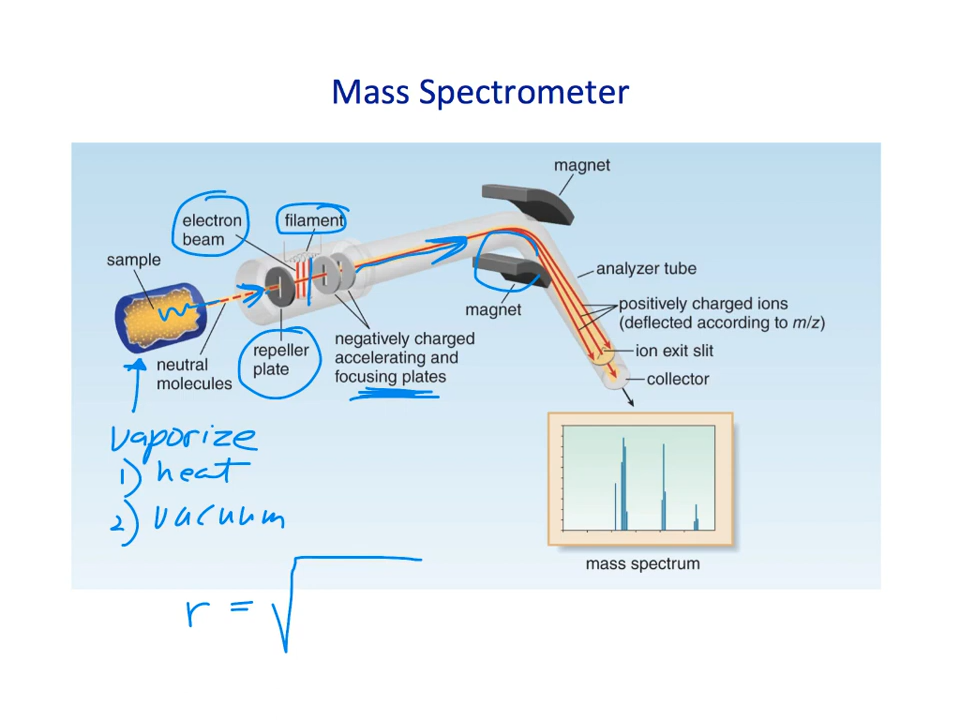 Mass Spectrometer
magnet
electron
beam
filament
sample
analyzer tube
magnet
positively charged ions
(deflected according to m/z)
negatively charged
accelerating and
focusing plates
repeller
plate
ion exit slit
neutral
molecules
collector
vaporize
1) heat
2) vacuum
mass spectrum
r = √